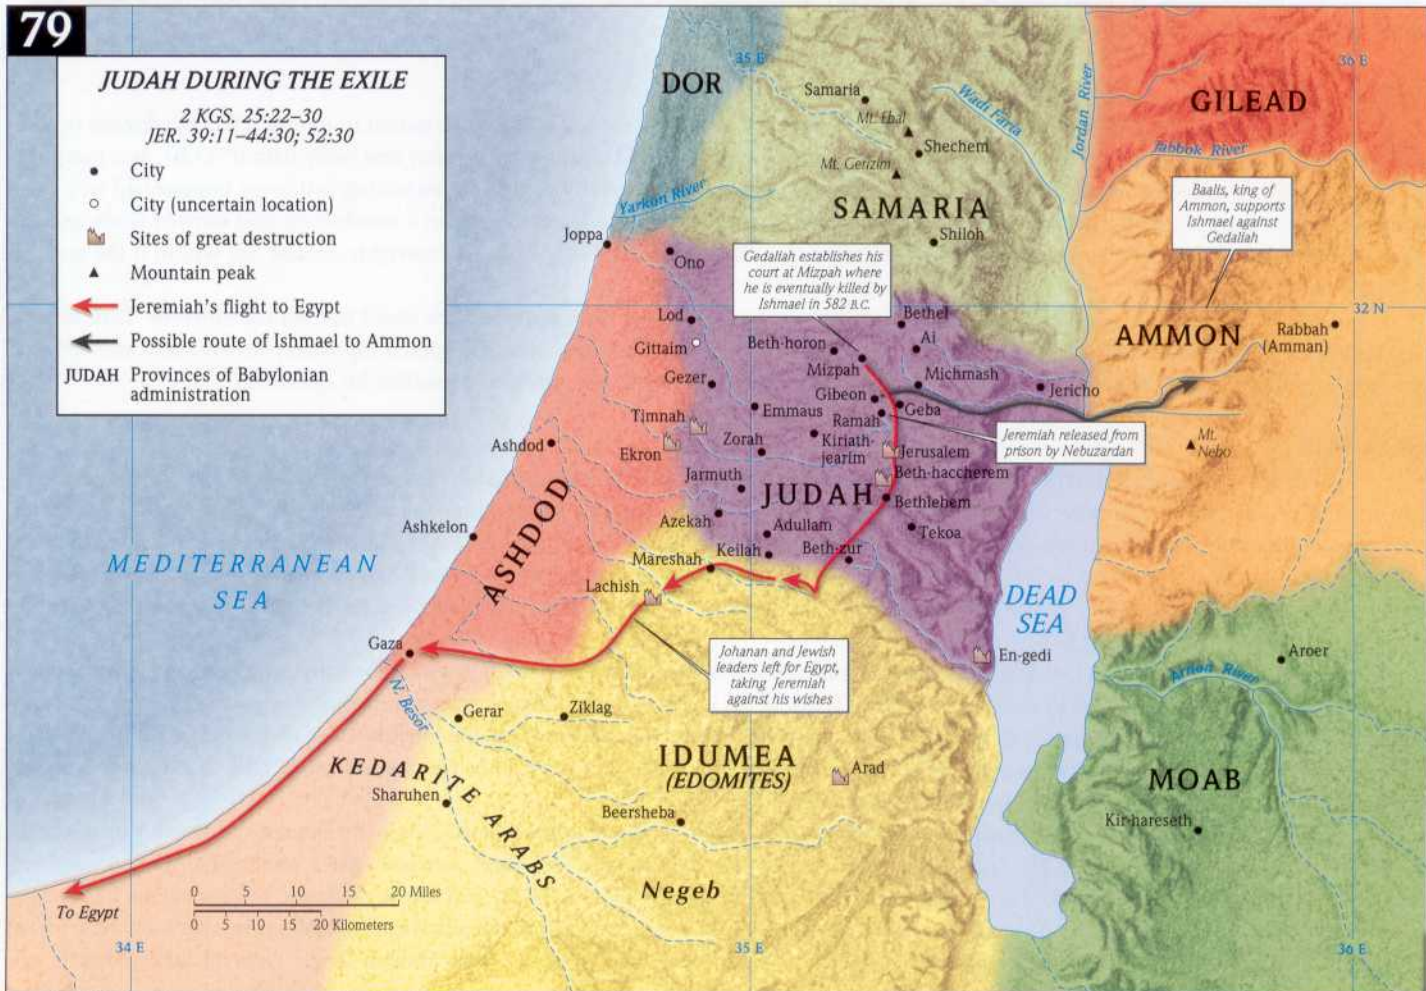 79
JUDAH DURING THE EXILE
2 KGS. 25:22–30
JER. 39:11–44:30; 52:30
City
City (uncertain location)
Sites of great destruction
Mountain peak
Jeremiah's flight to Egypt
Possible route of Ishmael to Ammon
JUDAH Provinces of Babylonian
administration
35 E
36 E
DOR
Samaria
Mt. Ebal
Shechem
Mt. Gerizim
Wadi Faria
Jordan River
GILEAD
Jabbok River
Yarkon River
SAMARIA
Shiloh
Baalis, king of
Ammon, supports
Ishmael against
Gedaliah
Joppa
Ono
Gedaliah establishes his
court at Mizpah where
he is eventually killed by
Ishmael in 582 B.C.
32 N
Lod
Gittaim
Gezer
Beth-horon
Mizpah
Bethel
Ai
Michmash
Jericho
AMMON
Rabbah
(Amman)
Gibeon
Geba
Ramah
Emmaus
Timnah
Ekron
Zorah
Kiriath-
jearim
Jerusalem
Beth-haccherem
Jeremiah released from
prison by Nebuzardan
Mt.
Nebo
Ashdod
Jarmuth
JUDAH
Bethlehem
Azekah
Adullam
Tekoa
Ashkelon
ASHDOD
Mareshah
Keilah
Beth-zur
MEDITERRANEAN
SEA
Lachish
DEAD
SEA
Gaza
Johanan and Jewish
leaders left for Egypt,
taking Jeremiah
against his wishes
En-gedi
Aroer
Arnon River
N. Besor
Gerar
Ziklag
IDUMEA
(EDOMITES)
Arad
MOAB
KEDARITE ARABS
Sharuhen
Beersheba
Kir-hareseth
Negeb
0 5 10 15 20 Miles
0 5 10 15 20 Kilometers
To Egypt
34 E
35 E
36 E